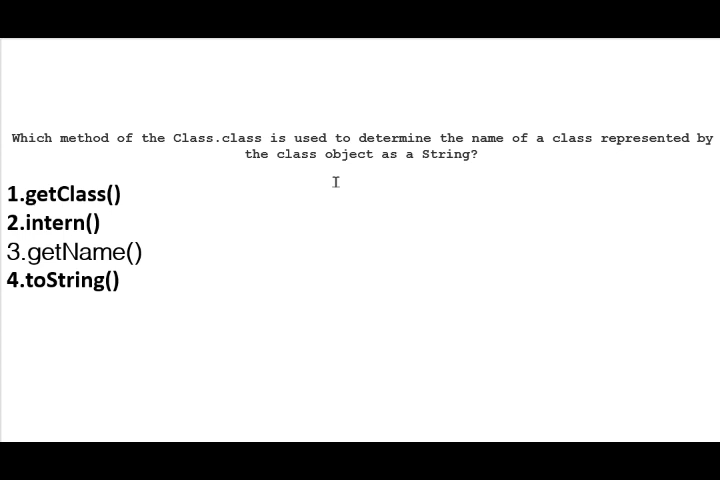 Which method of the Class.class is used to determine the name of a class represented by
the class object as a String?
1.getClass()
2.intern()
3.getName()
4.toString()